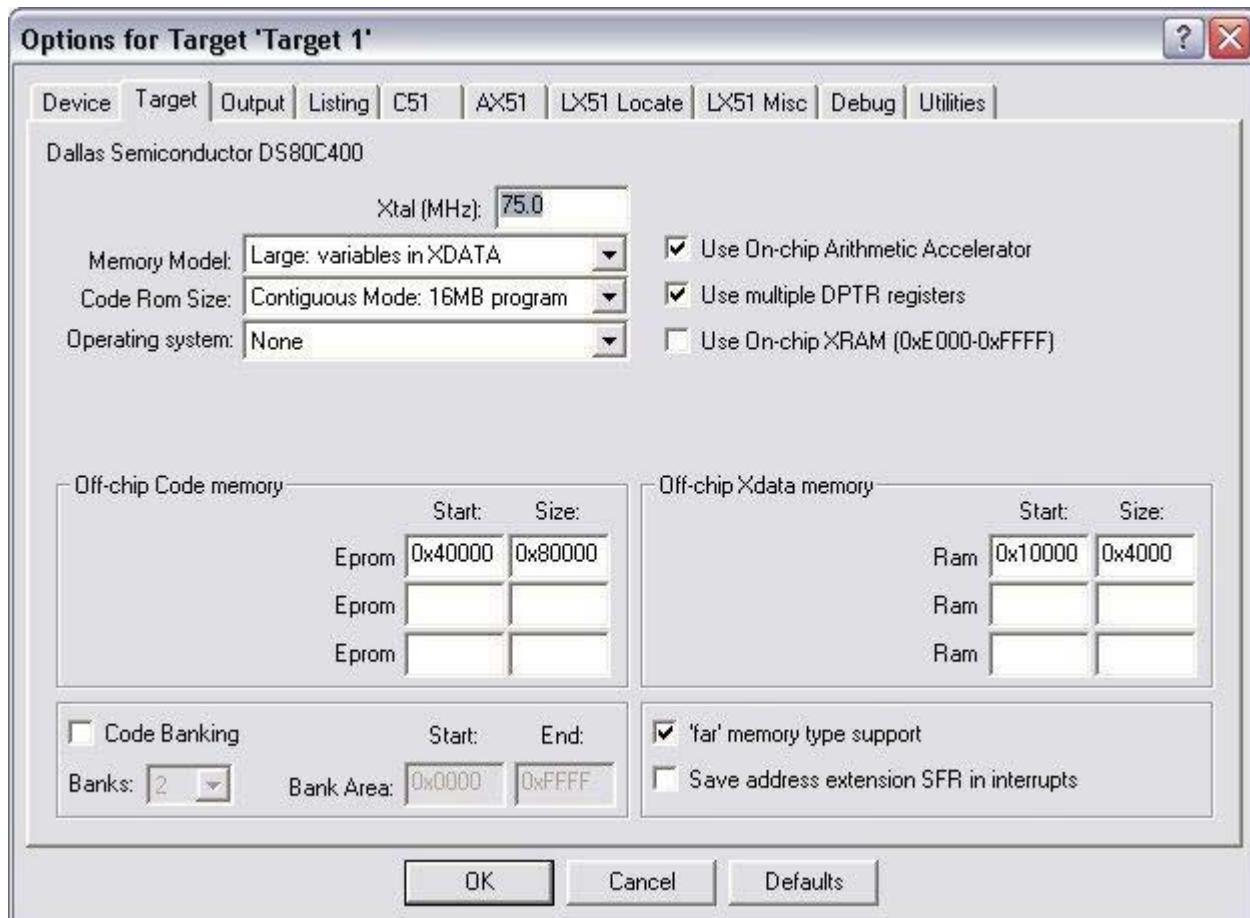 Options for Target 'Target 1'
Device Target Output Listing C51 AX51 LX51 Locate LX51 Misc Debug Utilities
Dallas Semiconductor DS80C400
Xtal (MHz): 75.0
Memory Model: Large: variables in XDATA
Use On-chip Arithmetic Accelerator
Code Rom Size: Contiguous Mode: 16MB program
Use multiple DPTR registers
Operating system: None
Use On-chip XRAM (0xE000-0xFFFF)
Off-chip Code memory
Start: Size:
Eprom 0x40000 0x80000
Eprom
Eprom
Off-chip Xdata memory
Start: Size:
Ram 0x10000 0x4000
Ram
Ram
Code Banking Start: End:
Banks: 2 Bank Area: 0x0000 0xFFFF
'far' memory type support
Save address extension SFR in interrupts
OK Cancel Defaults